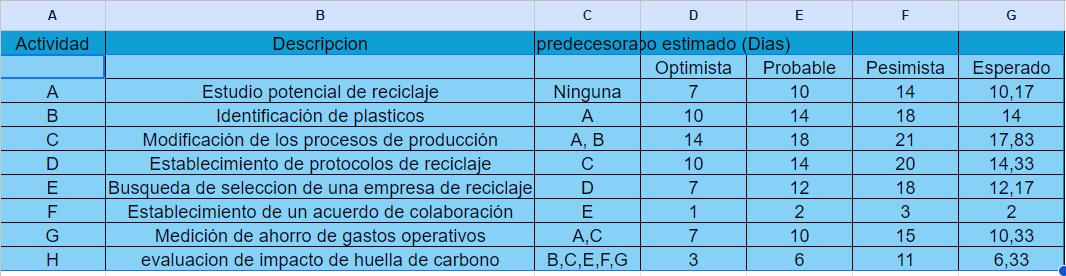 A B C D E F G
Actividad Descripcion predecesora po estimado (Dias)
Optimista Probable Pesimista Esperado
A Estudio potencial de reciclaje Ninguna 7 10 14 10,17
B Identificación de plasticos A 10 14 18 14
C Modificación de los procesos de producción A, B 14 18 21 17,83
D Establecimiento de protocolos de reciclaje C 10 14 20 14,33
E Busqueda de seleccion de una empresa de reciclaje D 7 12 18 12,17
F Establecimiento de un acuerdo de colaboración E 1 2 3 2
G Medición de ahorro de gastos operativos A,C 7 10 15 10,33
H evaluacion de impacto de huella de carbono B,C,E,F,G 3 6 11 6,33